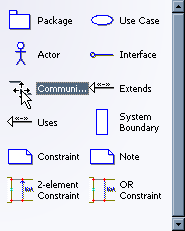 Package
Use Case
Actor
Interface
Communi...
Extends
Uses
System
Boundary
Constraint
Note
2-element
Constraint
OR
Constraint